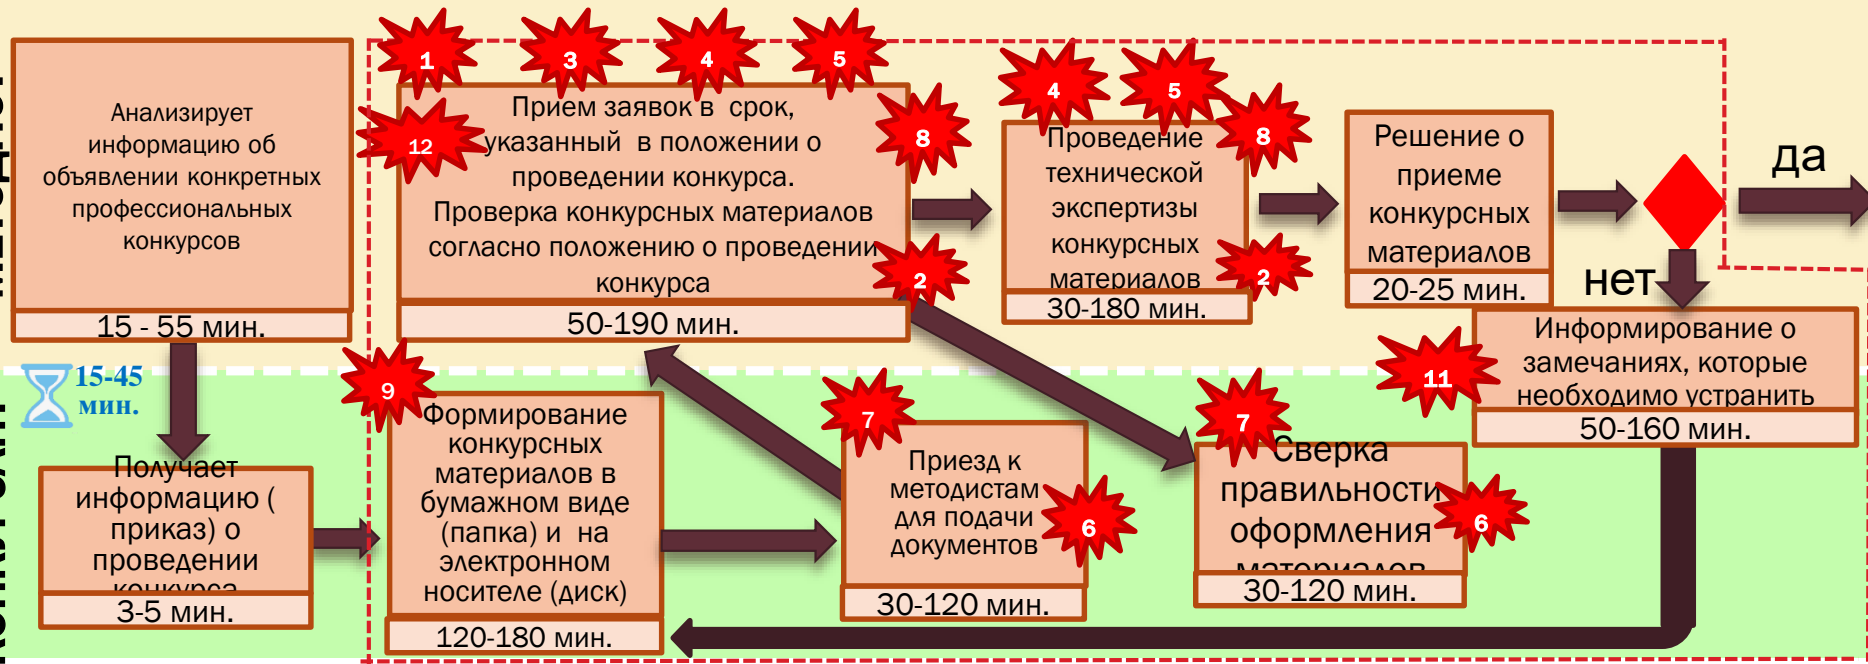 Анализирует
информацию об
объявлении конкретных
профессиональных
конкурсов
15 - 55 мин.
1
3
4
5
12
8
2
Прием заявок в срок,
указанный в положении о
проведении конкурса.
Проверка конкурсных материалов
согласно положению о проведении
конкурса
50-190 мин.
4
5
8
2
Проведение
технической
экспертизы
конкурсных
материалов
30-180 мин.
Решение о
приеме
конкурсных
материалов
20-25 мин.
да
нет
11
Информирование о
замечаниях, которые
необходимо устранить
50-160 мин.
15-45
мин.
Получает
информацию (
приказ) о
проведении
конкурса
3-5 мин.
9
Формирование
конкурсных
материалов в
бумажном виде
(папка) и на
электронном
носителе (диск)
120-180 мин.
7
6
Приезд к
методистам
для подачи
документов
30-120 мин.
7
6
Сверка
правильности
оформления
материалов
30-120 мин.